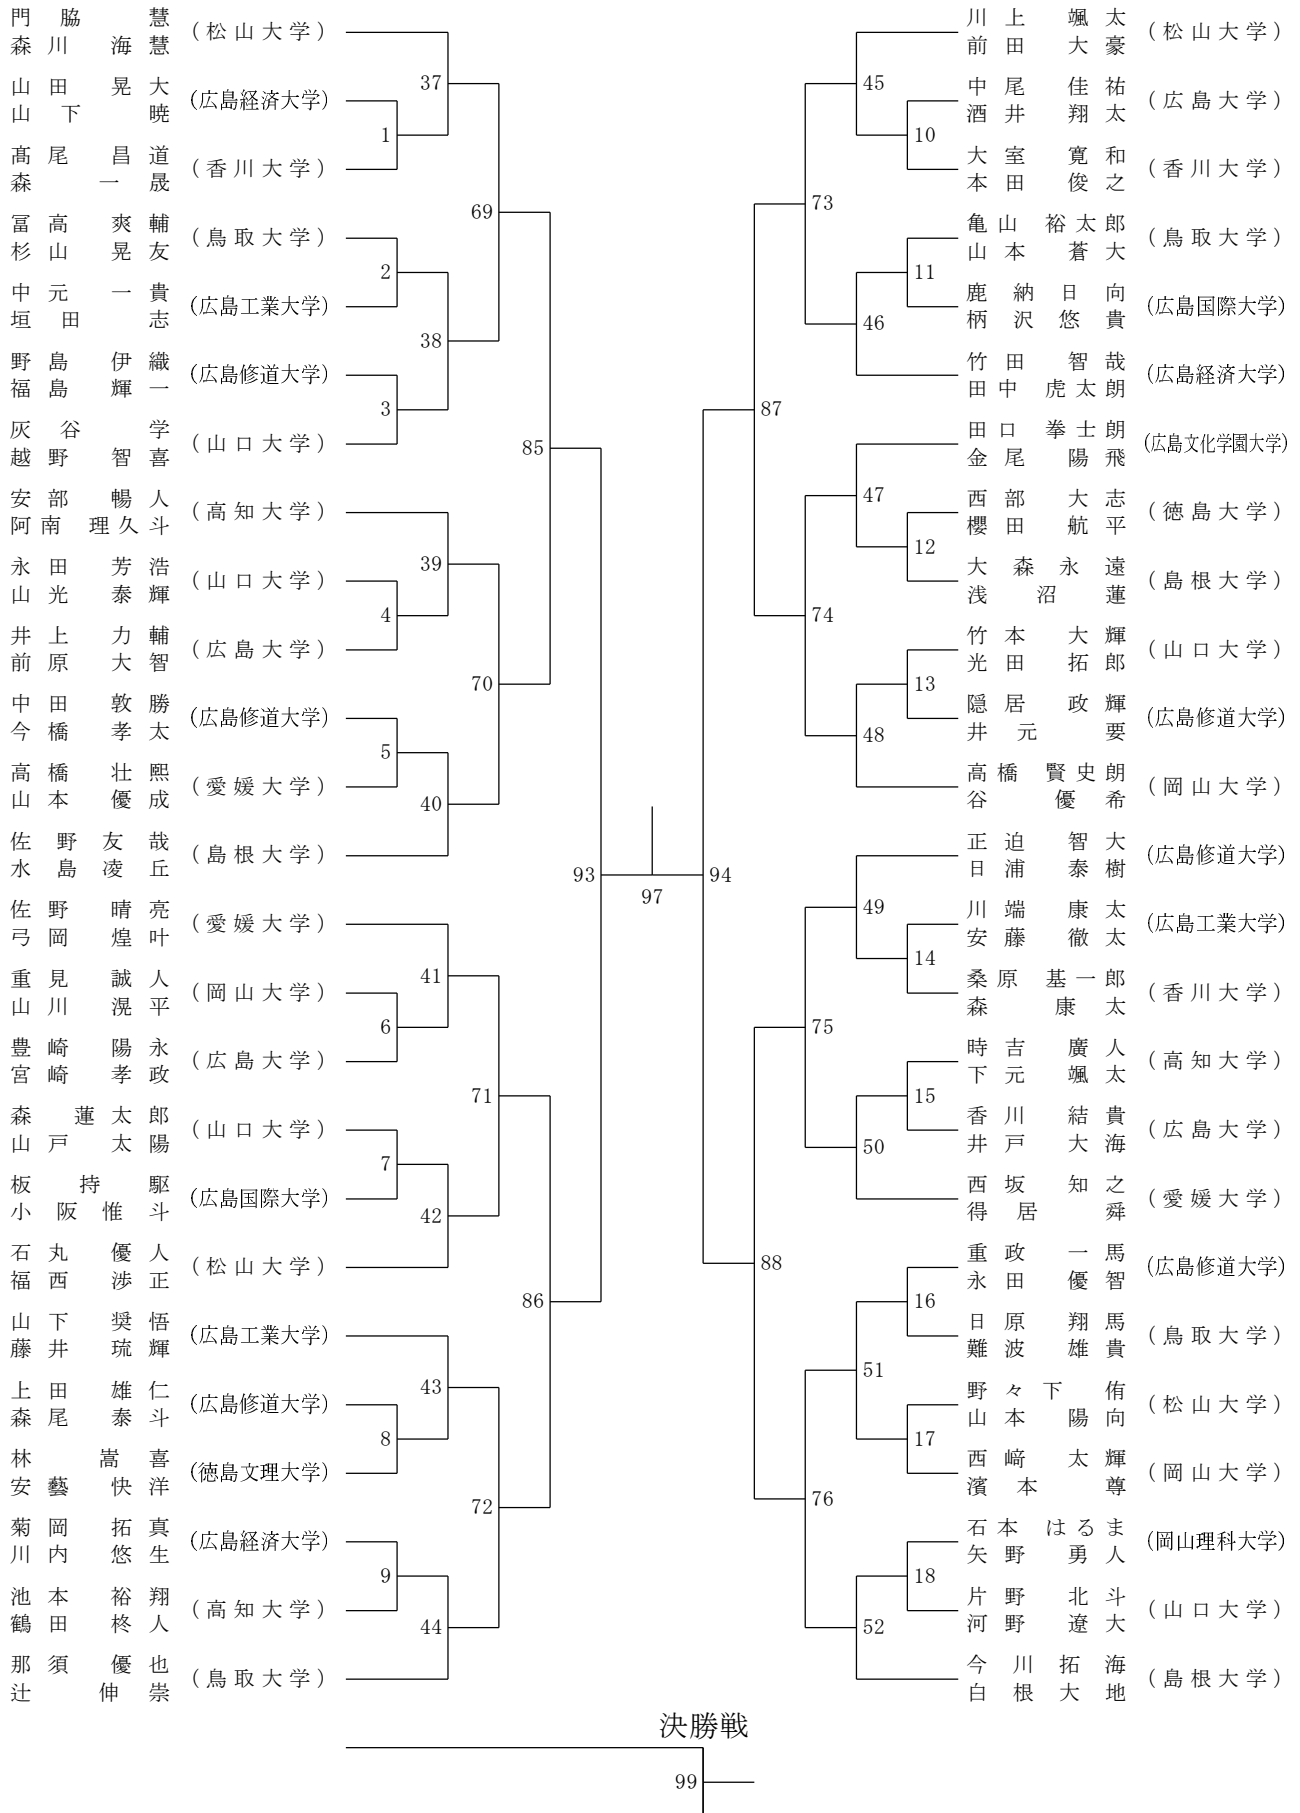 門脇 慧
森川 海慧
(松山大学)
山田 晃大
山下 暁
(広島経済大学)
髙尾 昌道
森 一晟
(香川大学)
冨高 爽輔
杉山 晃友
(鳥取大学)
中元 一貴
垣田 志
(広島工業大学)
野島 伊織
福島 輝一
(広島修道大学)
灰谷 学
越野 智喜
(山口大学)
安部 暢人
阿南 理久斗
(高知大学)
永田 芳浩
山光 泰輝
(山口大学)
井上 力輔
前原 大智
(広島大学)
中田 敦勝
今橋 孝太
(広島修道大学)
高橋 壮熙
山本 優成
(愛媛大学)
佐野友哉
水島凌丘
(島根大学)
佐野 晴亮
弓岡 煌叶
(愛媛大学)
重見 誠人
山川 滉平
(岡山大学)
豊崎 陽永
宮崎 孝政
(広島大学)
森 蓮太郎
山戸 太陽
(山口大学)
板持 駆
小阪惟斗
(広島国際大学)
石丸 優人
福西 渉正
(松山大学)
山下 奨悟
藤井 琉輝
(広島工業大学)
上田 雄仁
森尾 泰斗
(広島修道大学)
林 嵩喜
安藝 快洋
(徳島文理大学)
菊岡 拓真
川内 悠生
(広島経済大学)
池本 裕翔
鶴田 柊人
(高知大学)
那須 優也
辻 伸崇
(鳥取大学)
37
1
69
2
38
3
85
39
4
70
5
40
93
41
6
71
7
42
86
43
8
72
9
44
97
94
川上 颯太
前田 大豪
(松山大学)
中尾 佳祐
酒井 翔太
(広島大学)
大室 寛和
本田 俊之
(香川大学)
亀山 裕太郎
山本 蒼大
(鳥取大学)
鹿納日向
柄沢悠貴
(広島国際大学)
竹田 智哉
田中 虎太朗
(広島経済大学)
田口 拳士朗
金尾 陽飛
(広島文化学園大学)
西部 大志
櫻田 航平
(徳島大学)
大森永遠
浅沼蓮
(島根大学)
竹本 大輝
光田 拓郎
(山口大学)
隠居 政輝
井元 要
(広島修道大学)
高橋 賢史朗
谷 優希
(岡山大学)
正迫 智大
日浦 泰樹
(広島修道大学)
川端 康太
安藤 徹太
(広島工業大学)
桑原 基一郎
森 康太
(香川大学)
時吉 廣人
下元 颯太
(高知大学)
香川 結貴
井戸 大海
(広島大学)
西坂 知之
得居 舜
(愛媛大学)
重政 一馬
永田 優智
(広島修道大学)
日原 翔馬
難波 雄貴
(鳥取大学)
野々下 侑
山本 陽向
(松山大学)
西﨑 太輝
濱本 尊
(岡山大学)
石本 はるま
矢野 勇人
(岡山理科大学)
片野 北斗
河野 遼大
(山口大学)
今川拓海
白根大地
(島根大学)
45
10
73
11
46
87
47
12
74
13
48
49
14
75
15
50
88
16
51
17
76
18
52
決勝戦
99